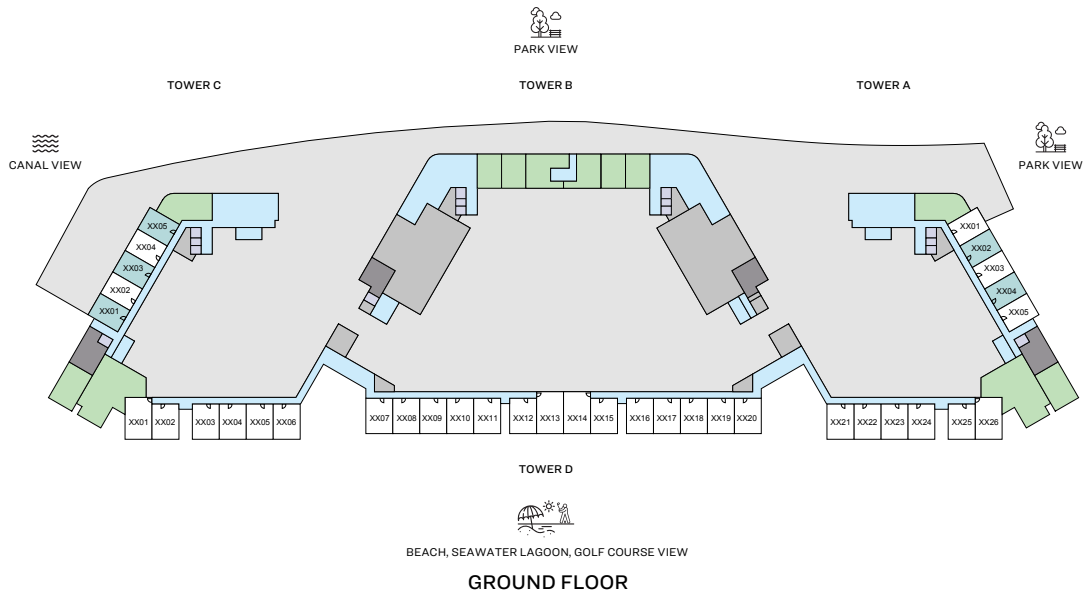 PARK VIEW
TOWER C
TOWER B
TOWER A
CANAL VIEW
PARK VIEW
XX05
XX04
XX03
XX02
XX01
XX01
XX02
XX03
XX04
XX05
XX01
XX02
XX03
XX04
XX05
XX06
XX07
XX08
XX09
XX10
XX11
XX12
XX13
XX14
XX15
XX16
XX17
XX18
XX19
XX20
XX21
XX22
XX23
XX24
XX25
XX26
TOWER D
BEACH, SEAWATER LAGOON, GOLF COURSE VIEW
GROUND FLOOR